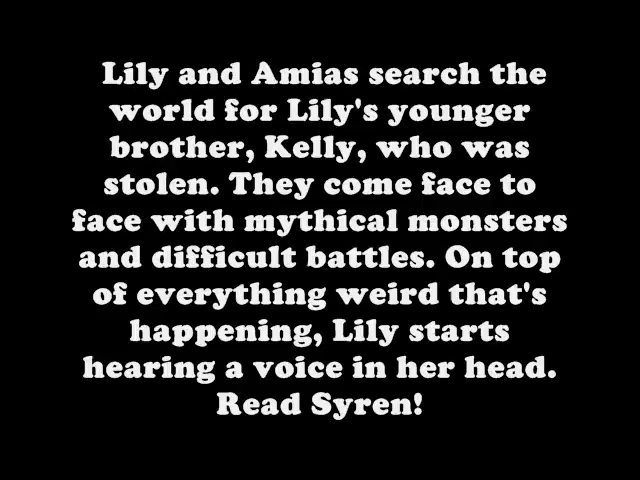 Lily and Amias search the
world for Lily's younger
brother, Kelly, who was
stolen. They come face to
face with mythical monsters
and difficult battles. On top
of everything weird that's
happening, Lily starts
hearing a voice in her head.
Read Syren!